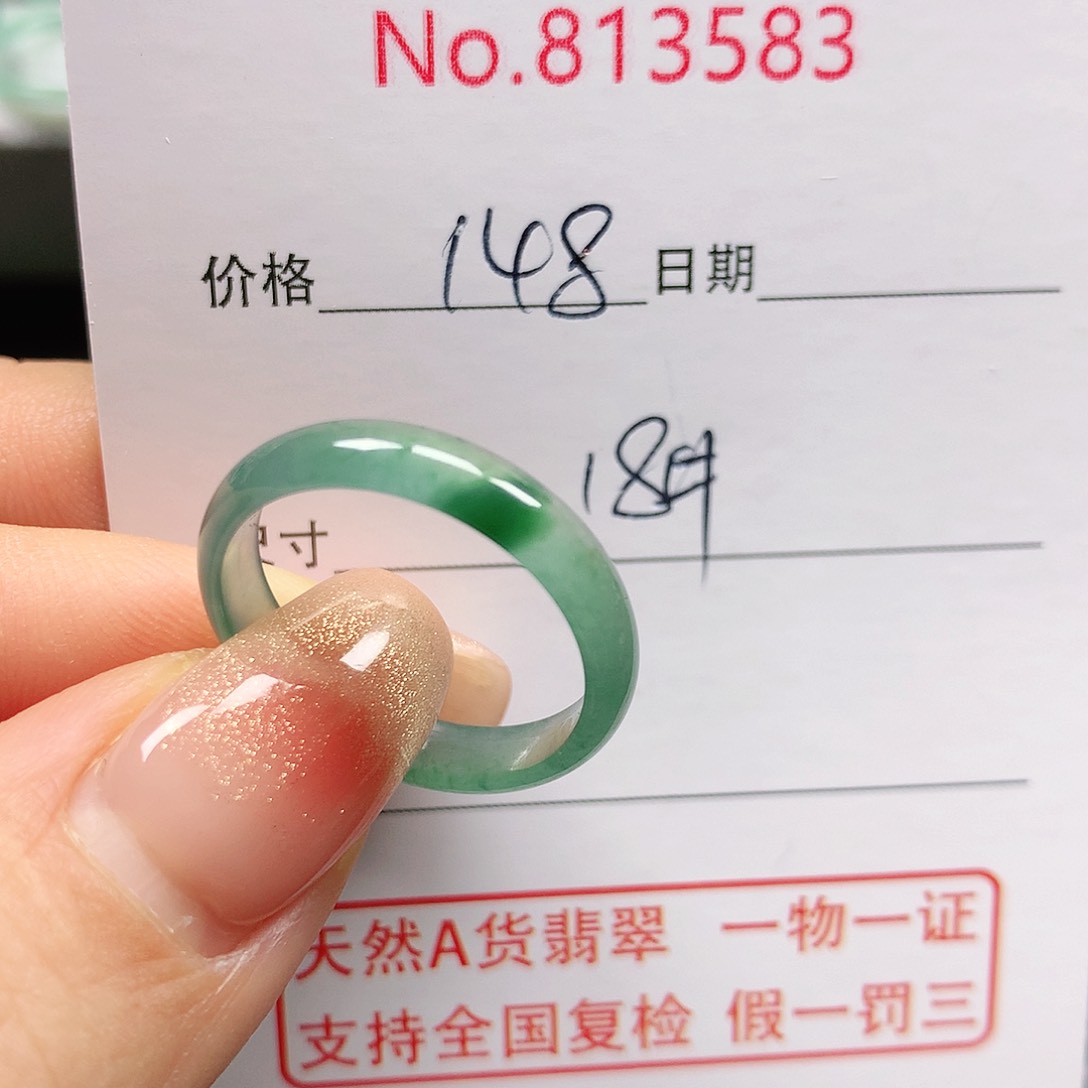 No.813583
价格 148 日期
18
寸
天然A货翡翠 一物一证
支持全国复检 假一罚三